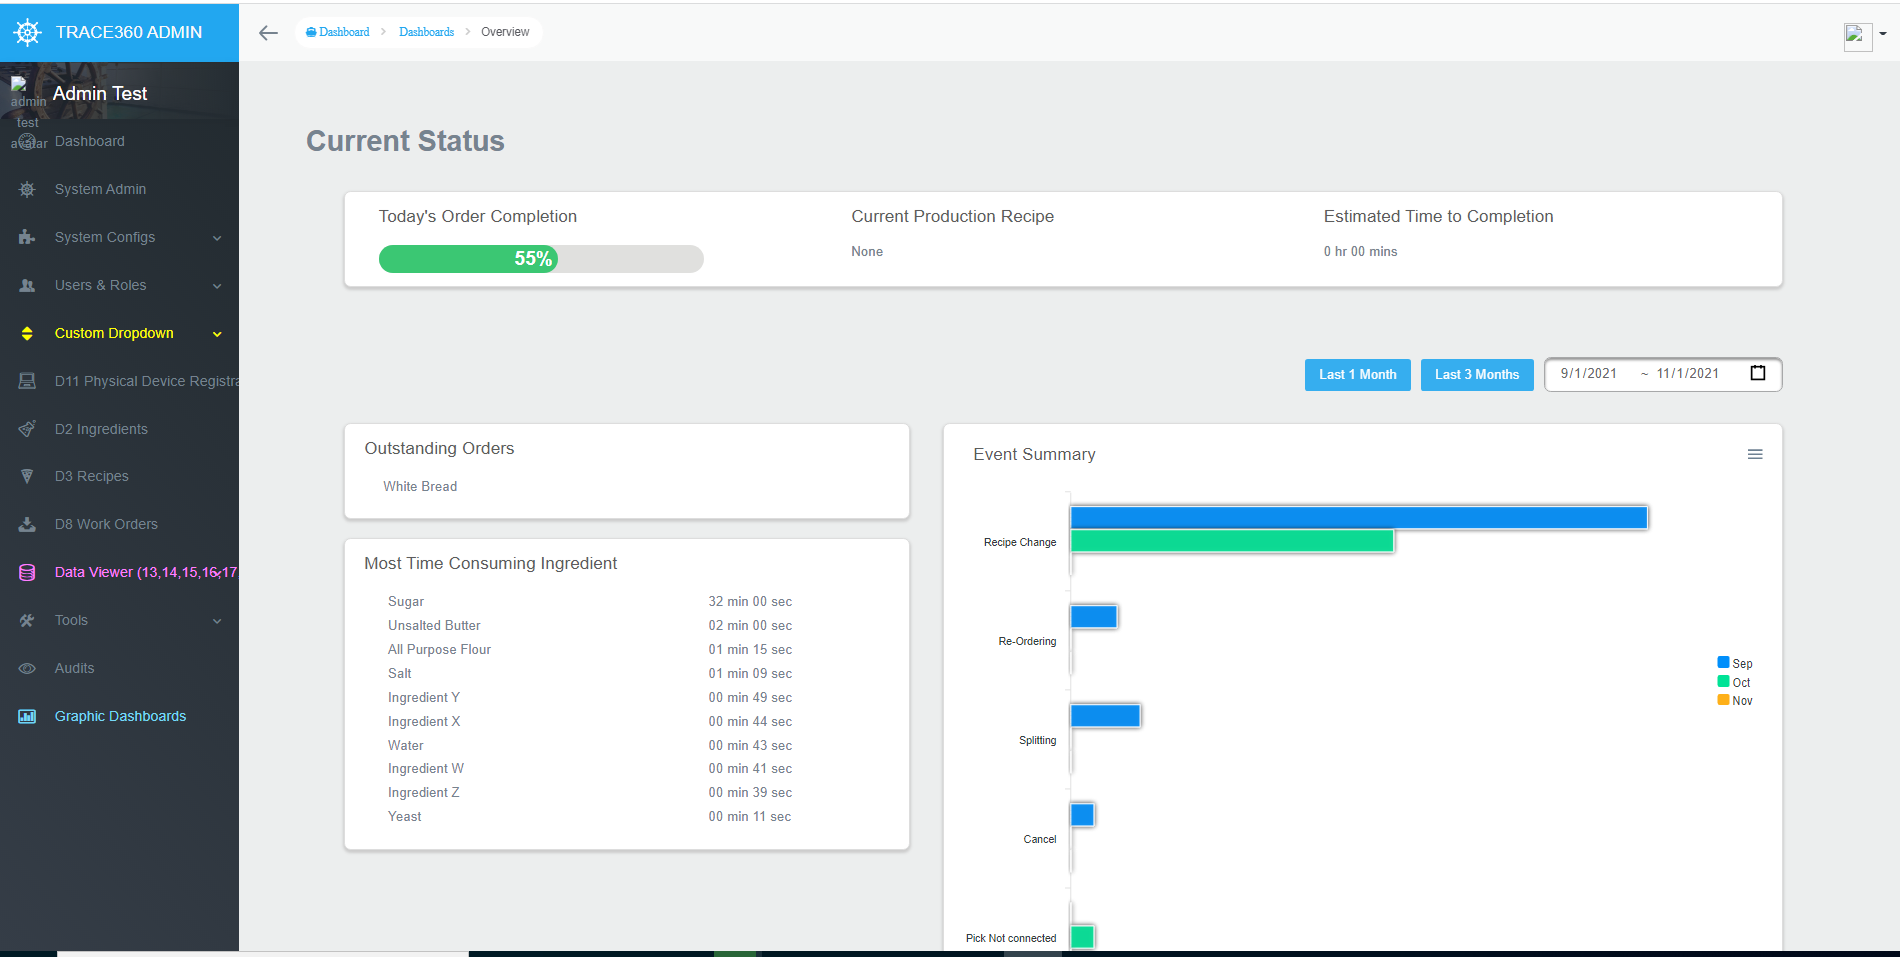 TRACE360 ADMIN
Dashboard > Dashboards > Overview
admin test avatar
Admin Test
Dashboard
System Admin
System Configs
Users & Roles
Custom Dropdown
D11 Physical Device Registra
D2 Ingredients
D3 Recipes
D8 Work Orders
Data Viewer (13,14,15,16,17
Tools
Audits
Graphic Dashboards
Current Status
Today's Order Completion
55%
Current Production Recipe
None
Estimated Time to Completion
0 hr 00 mins
Last 1 Month
Last 3 Months
9/1/2021 ~ 11/1/2021
Outstanding Orders
White Bread
Most Time Consuming Ingredient
Sugar 32 min 00 sec
Unsalted Butter 02 min 00 sec
All Purpose Flour 01 min 15 sec
Salt 01 min 09 sec
Ingredient Y 00 min 49 sec
Ingredient X 00 min 44 sec
Water 00 min 43 sec
Ingredient W 00 min 41 sec
Ingredient Z 00 min 39 sec
Yeast 00 min 11 sec
Event Summary
Recipe Change
Re-Ordering
Splitting
Cancel
Pick Not connected
Sep
Oct
Nov